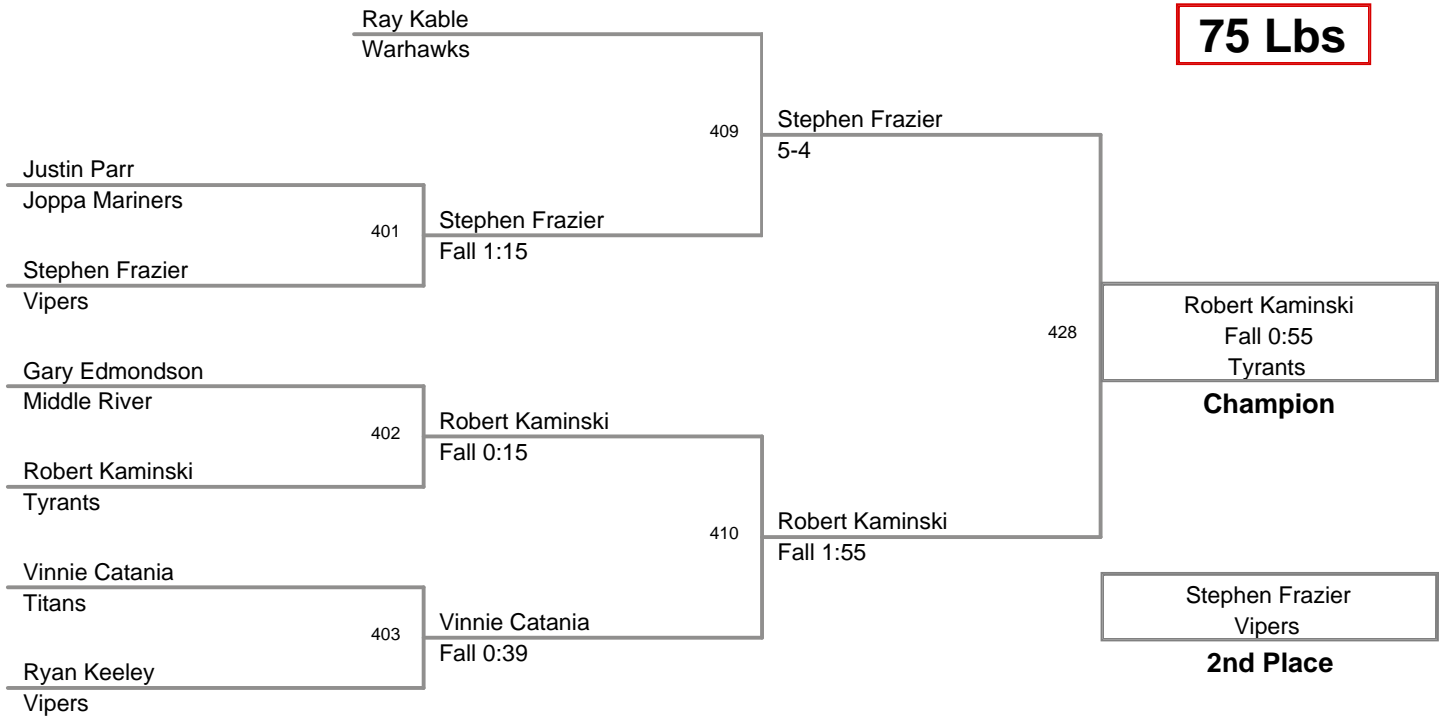 Ray Kable
Warhawks
75 Lbs
409
Stephen Frazier
5-4
Justin Parr
Joppa Mariners
401
Stephen Frazier
Fall 1:15
Stephen Frazier
Vipers
428
Robert Kaminski
Fall 0:55
Tyrants
Champion
Gary Edmondson
Middle River
402
Robert Kaminski
Fall 0:15
Robert Kaminski
Tyrants
410
Robert Kaminski
Fall 1:55
Vinnie Catania
Titans
403
Vinnie Catania
Fall 0:39
Ryan Keeley
Vipers
Stephen Frazier
Vipers
2nd Place